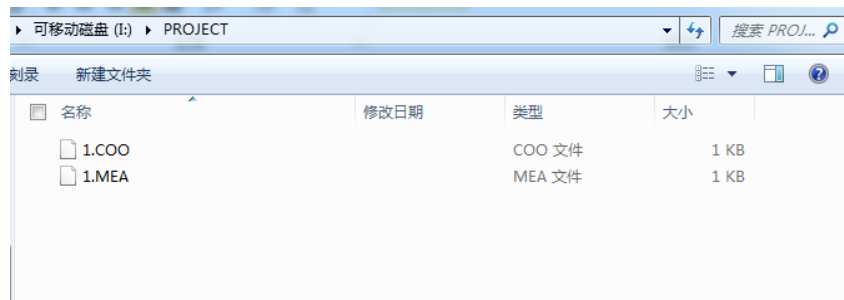 可移动磁盘 (I:) PROJECT 搜索 PROJ...
刻录 新建文件夹
名称 修改日期 类型 大小
1.COO COO 文件 1 KB
1.MEA MEA 文件 1 KB